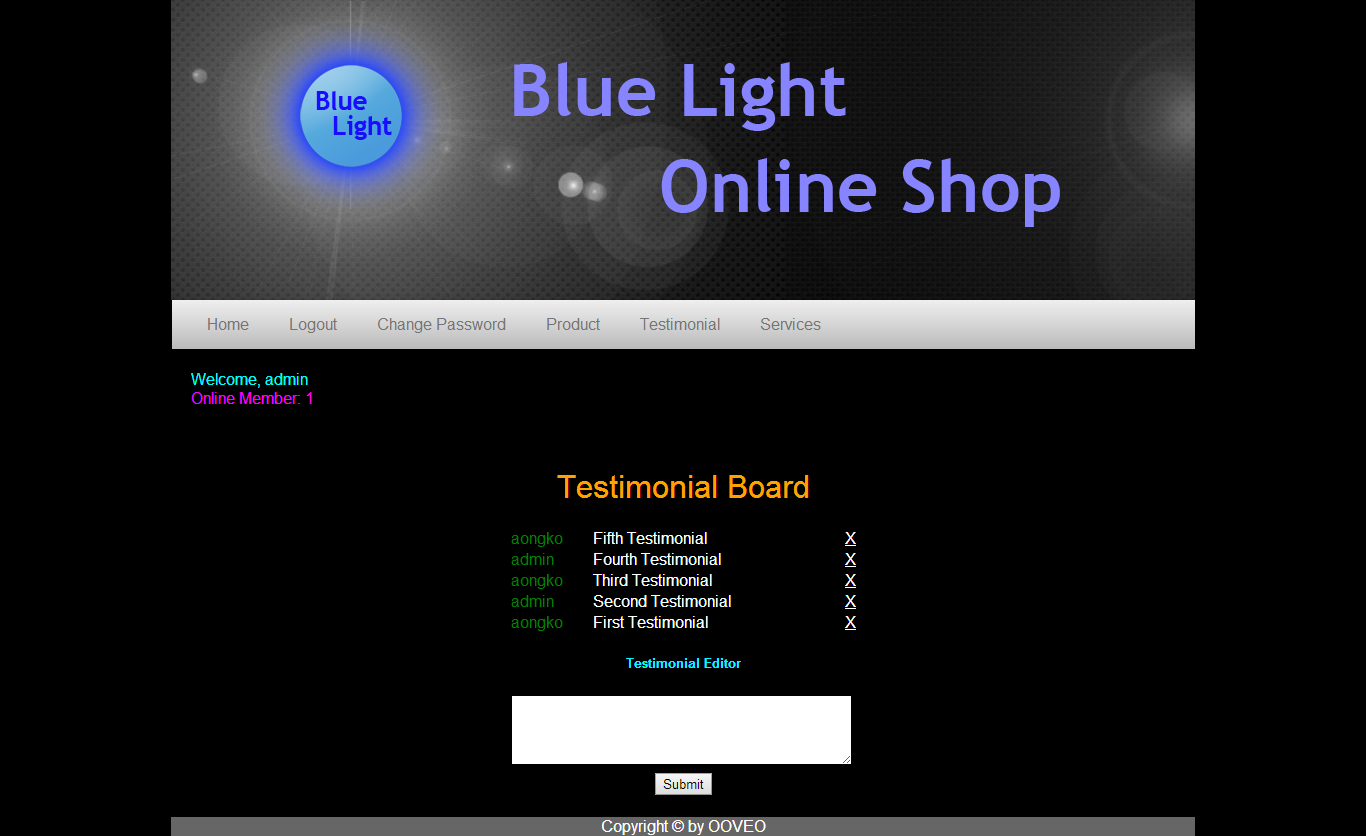 Blue
Light
Blue Light
Online Shop
Home Logout Change Password Product Testimonial Services
Welcome, admin
Online Member: 1
Testimonial Board
aongko Fifth Testimonial X
admin Fourth Testimonial X
aongko Third Testimonial X
admin Second Testimonial X
aongko First Testimonial X
Testimonial Editor
Submit
Copyright © by OOVEO